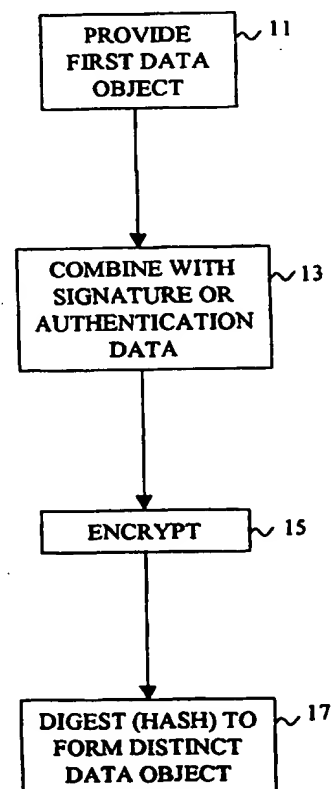 PROVIDE
FIRST DATA
OBJECT
11
COMBINE WITH
SIGNATURE OR
AUTHENTICATION
DATA
13
ENCRYPT
15
DIGEST (HASH) TO
FORM DISTINCT
DATA OBJECT
17